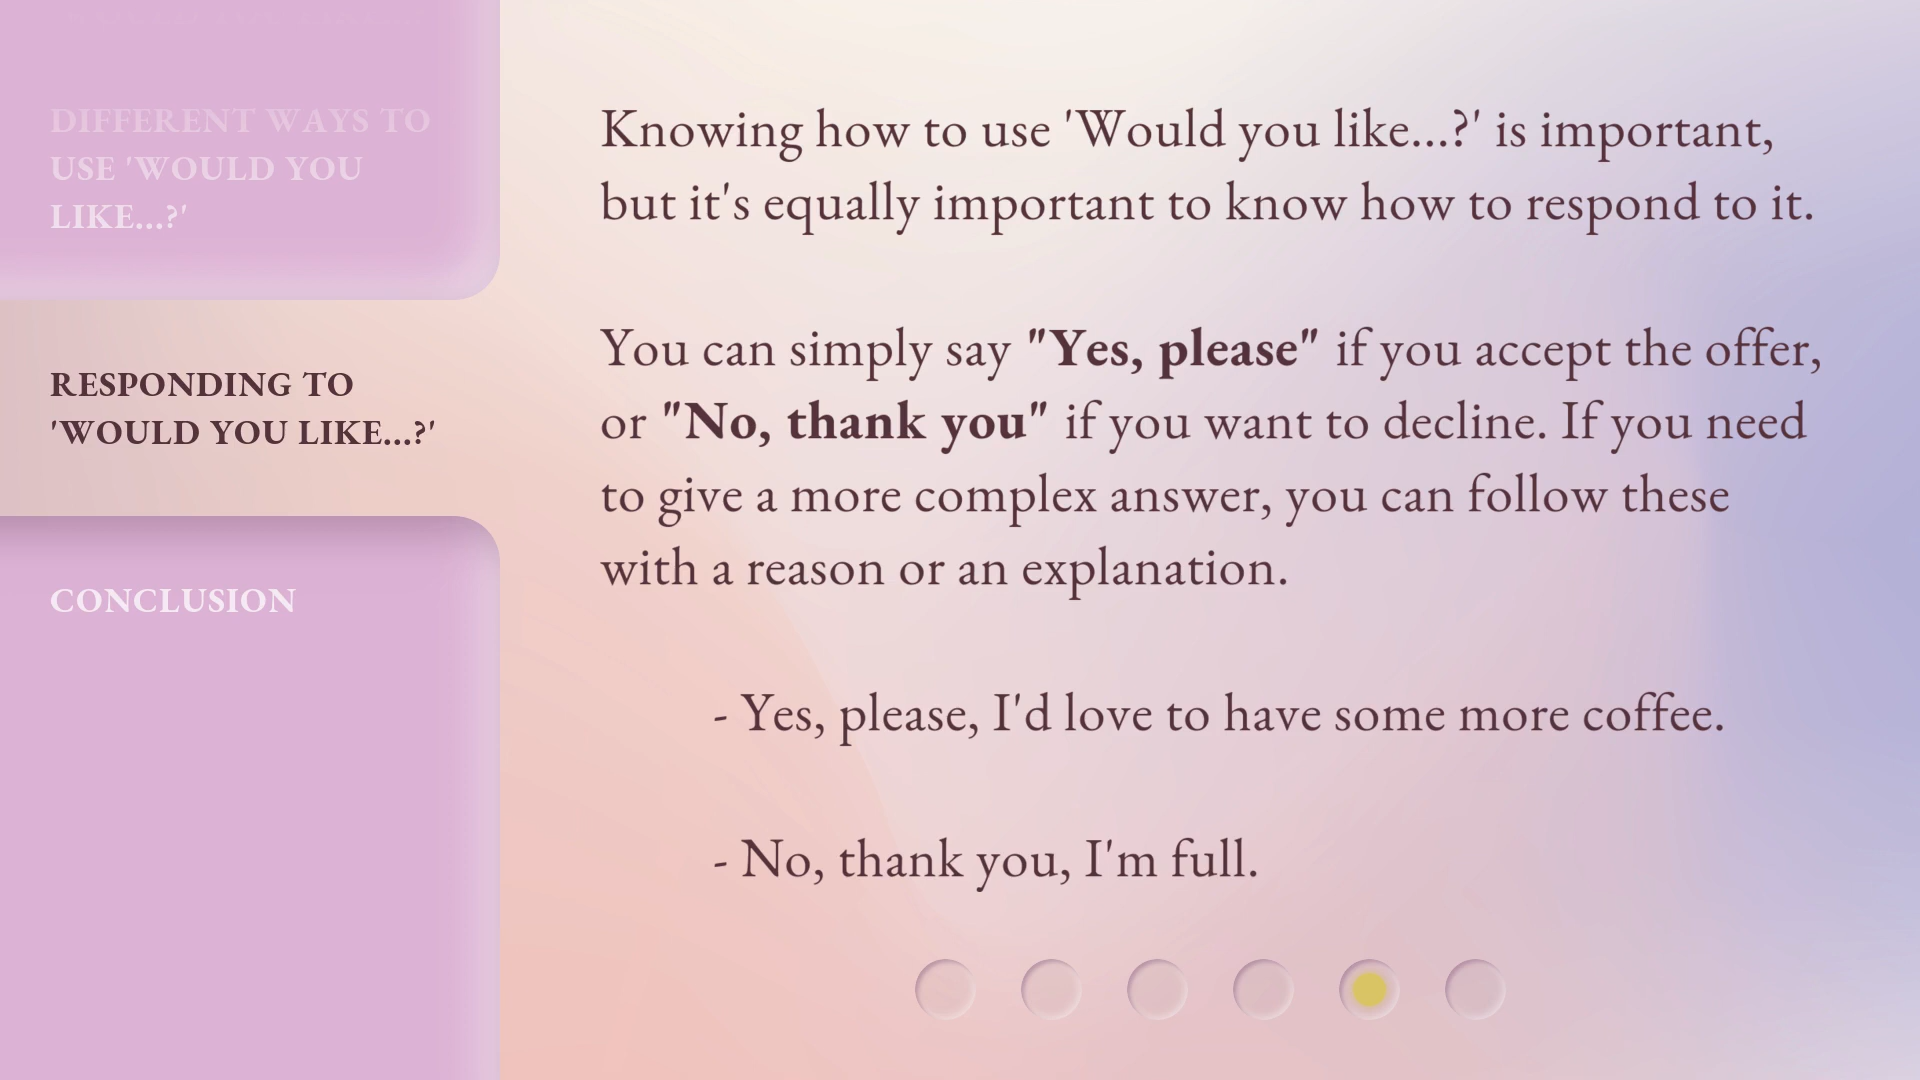 DIFFERENT WAYS TO
USE 'WOULD YOU
LIKE...?'
RESPONDING TO
'WOULD YOU LIKE...?'
CONCLUSION
Knowing how to use 'Would you like...?' is important,
but it's equally important to know how to respond to it.
You can simply say "Yes, please" if you accept the offer,
or "No, thank you" if you want to decline. If you need
to give a more complex answer, you can follow these
with a reason or an explanation.
- Yes, please, I'd love to have some more coffee.
- No, thank you, I'm full.